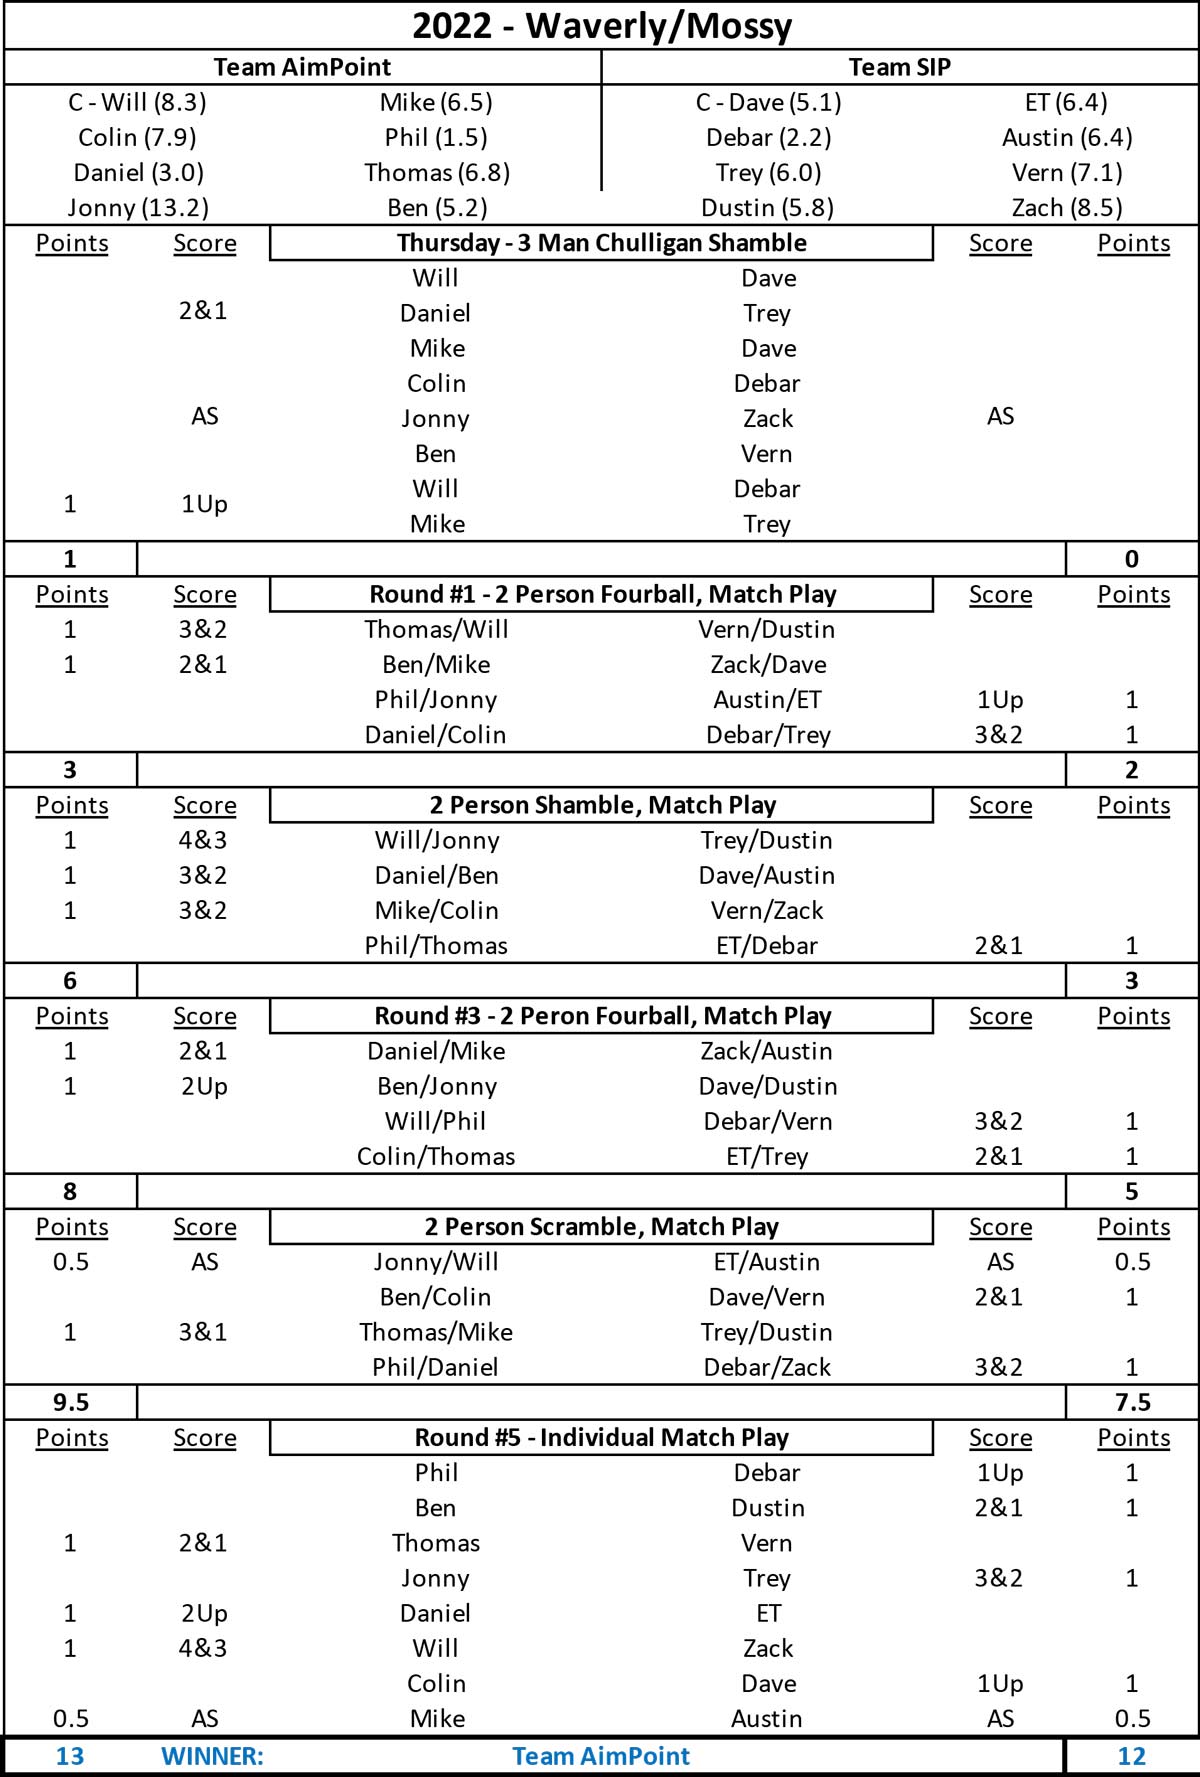 2022 - Waverly/Mossy
Team AimPoint Team SIP
C - Will (8.3) Mike (6.5) C - Dave (5.1) ET (6.4)
Colin (7.9) Phil (1.5) Debar (2.2) Austin (6.4)
Daniel (3.0) Thomas (6.8) Trey (6.0) Vern (7.1)
Jonny (13.2) Ben (5.2) Dustin (5.8) Zach (8.5)
Points Score Thursday - 3 Man Chulligan Shamble Score Points
Will Dave
2&1 Daniel Trey
Mike Dave
Colin Debar
AS Jonny Zack AS
Ben Vern
Will Debar
1 1Up
Mike Trey
1 0
Points Score Round #1 - 2 Person Fourball, Match Play Score Points
1 3&2 Thomas/Will Vern/Dustin
1 2&1 Ben/Mike Zack/Dave
Phil/Jonny Austin/ET 1Up 1
Daniel/Colin Debar/Trey 3&2 1
3 2
Points Score 2 Person Shamble, Match Play Score Points
1 4&3 Will/Jonny Trey/Dustin
1 3&2 Daniel/Ben Dave/Austin
1 3&2 Mike/Colin Vern/Zack
Phil/Thomas ET/Debar 2&1 1
6 3
Points Score Round #3 - 2 Peron Fourball, Match Play Score Points
1 2&1 Daniel/Mike Zack/Austin
1 2Up Ben/Jonny Dave/Dustin
Will/Phil Debar/Vern 3&2 1
Colin/Thomas ET/Trey 2&1 1
8 5
Points Score 2 Person Scramble, Match Play Score Points
0.5 AS Jonny/Will ET/Austin AS 0.5
Ben/Colin Dave/Vern 2&1 1
1 3&1 Thomas/Mike Trey/Dustin
Phil/Daniel Debar/Zack 3&2 1
9.5 7.5
Points Score Round #5 - Individual Match Play Score Points
Phil Debar 1Up 1
Ben Dustin 2&1 1
1 2&1 Thomas Vern
Jonny Trey 3&2 1
1 2Up Daniel ET
1 4&3 Will Zack
Colin Dave 1Up 1
0.5 AS Mike Austin AS 0.5
13 WINNER: Team AimPoint 12